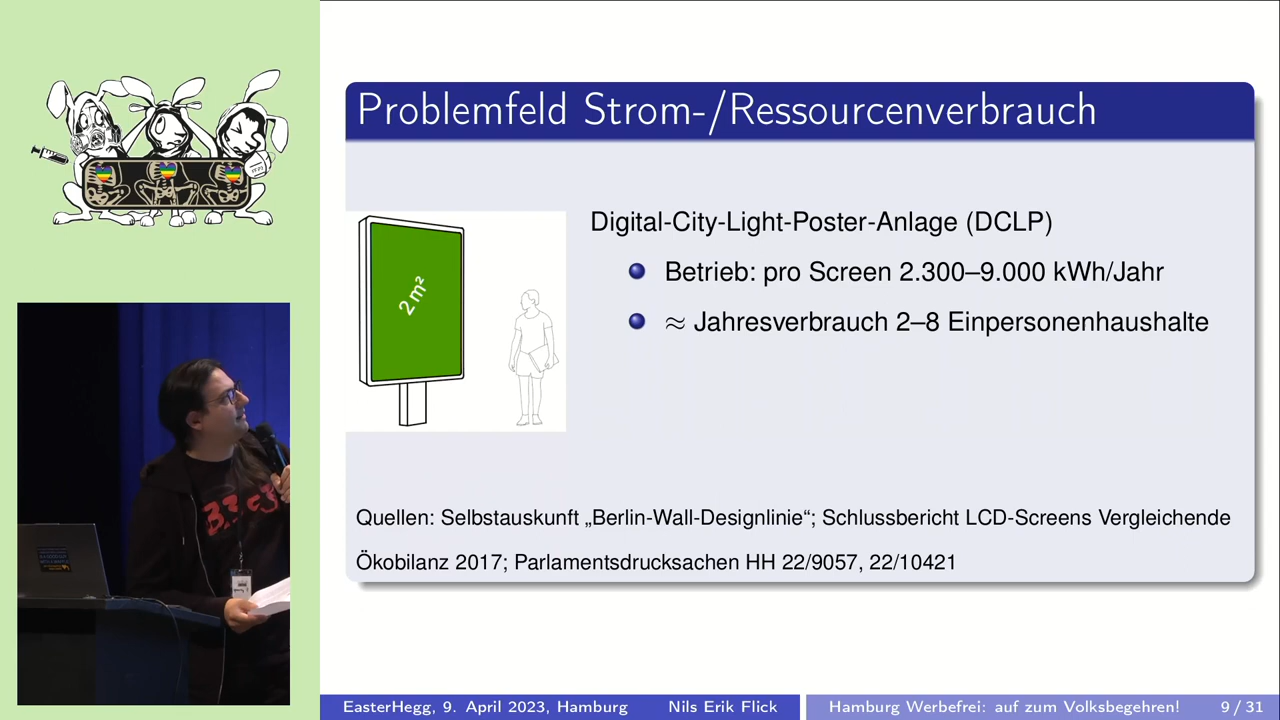 Problemfeld Strom-/Ressourcenverbrauch
2 m²
Digital-City-Light-Poster-Anlage (DCLP)
Betrieb: pro Screen 2.300–9.000 kWh/Jahr
≈ Jahresverbrauch 2–8 Einpersonenhaushalte
Quellen: Selbstauskunft „Berlin-Wall-Designlinie“; Schlussbericht LCD-Screens Vergleichende
Ökobilanz 2017; Parlamentsdrucksachen HH 22/9057, 22/10421
EasterHegg, 9. April 2023, Hamburg Nils Erik Flick Hamburg Werbefrei: auf zum Volksbegehren! 9 / 31